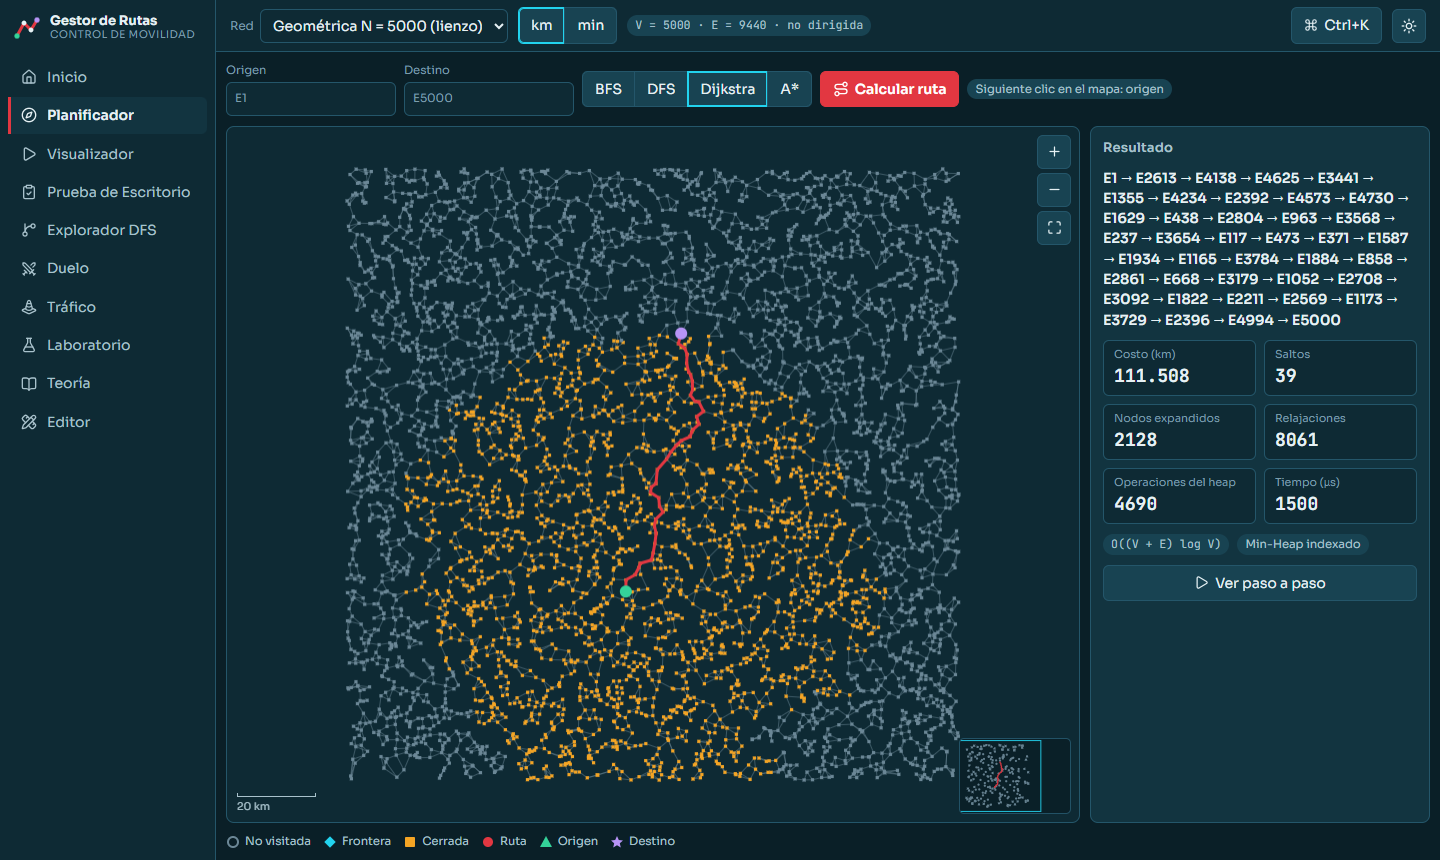 Gestor de Rutas
CONTROL DE MOVILIDAD
Inicio
Planificador
Visualizador
Prueba de Escritorio
Explorador DFS
Duelo
Tráfico
Laboratorio
Teoría
Editor
Red
Geométrica N = 5000 (lienzo)
km
min
V = 5000 · E = 9440 · no dirigida
⌘ Ctrl+K
Origen
E1
Destino
E5000
BFS
DFS
Dijkstra
A*
Calcular ruta
Siguiente clic en el mapa: origen
+
−
20 km
No visitada
Frontera
Cerrada
Ruta
Origen
Destino
Resultado
E1 → E2613 → E4138 → E4625 → E3441 →
E1355 → E4234 → E2392 → E4573 → E4730 →
E1629 → E438 → E2804 → E963 → E3568 →
E237 → E3654 → E117 → E473 → E371 → E1587
→ E1934 → E1165 → E3784 → E1884 → E858 →
E2861 → E668 → E3179 → E1052 → E2708 →
E3092 → E1822 → E2211 → E2569 → E1173 →
E3729 → E2396 → E4994 → E5000
Costo (km)
111.508
Saltos
39
Nodos expandidos
2128
Relajaciones
8061
Operaciones del heap
4690
Tiempo (µs)
1500
O((V + E) log V)
Min-Heap indexado
Ver paso a paso